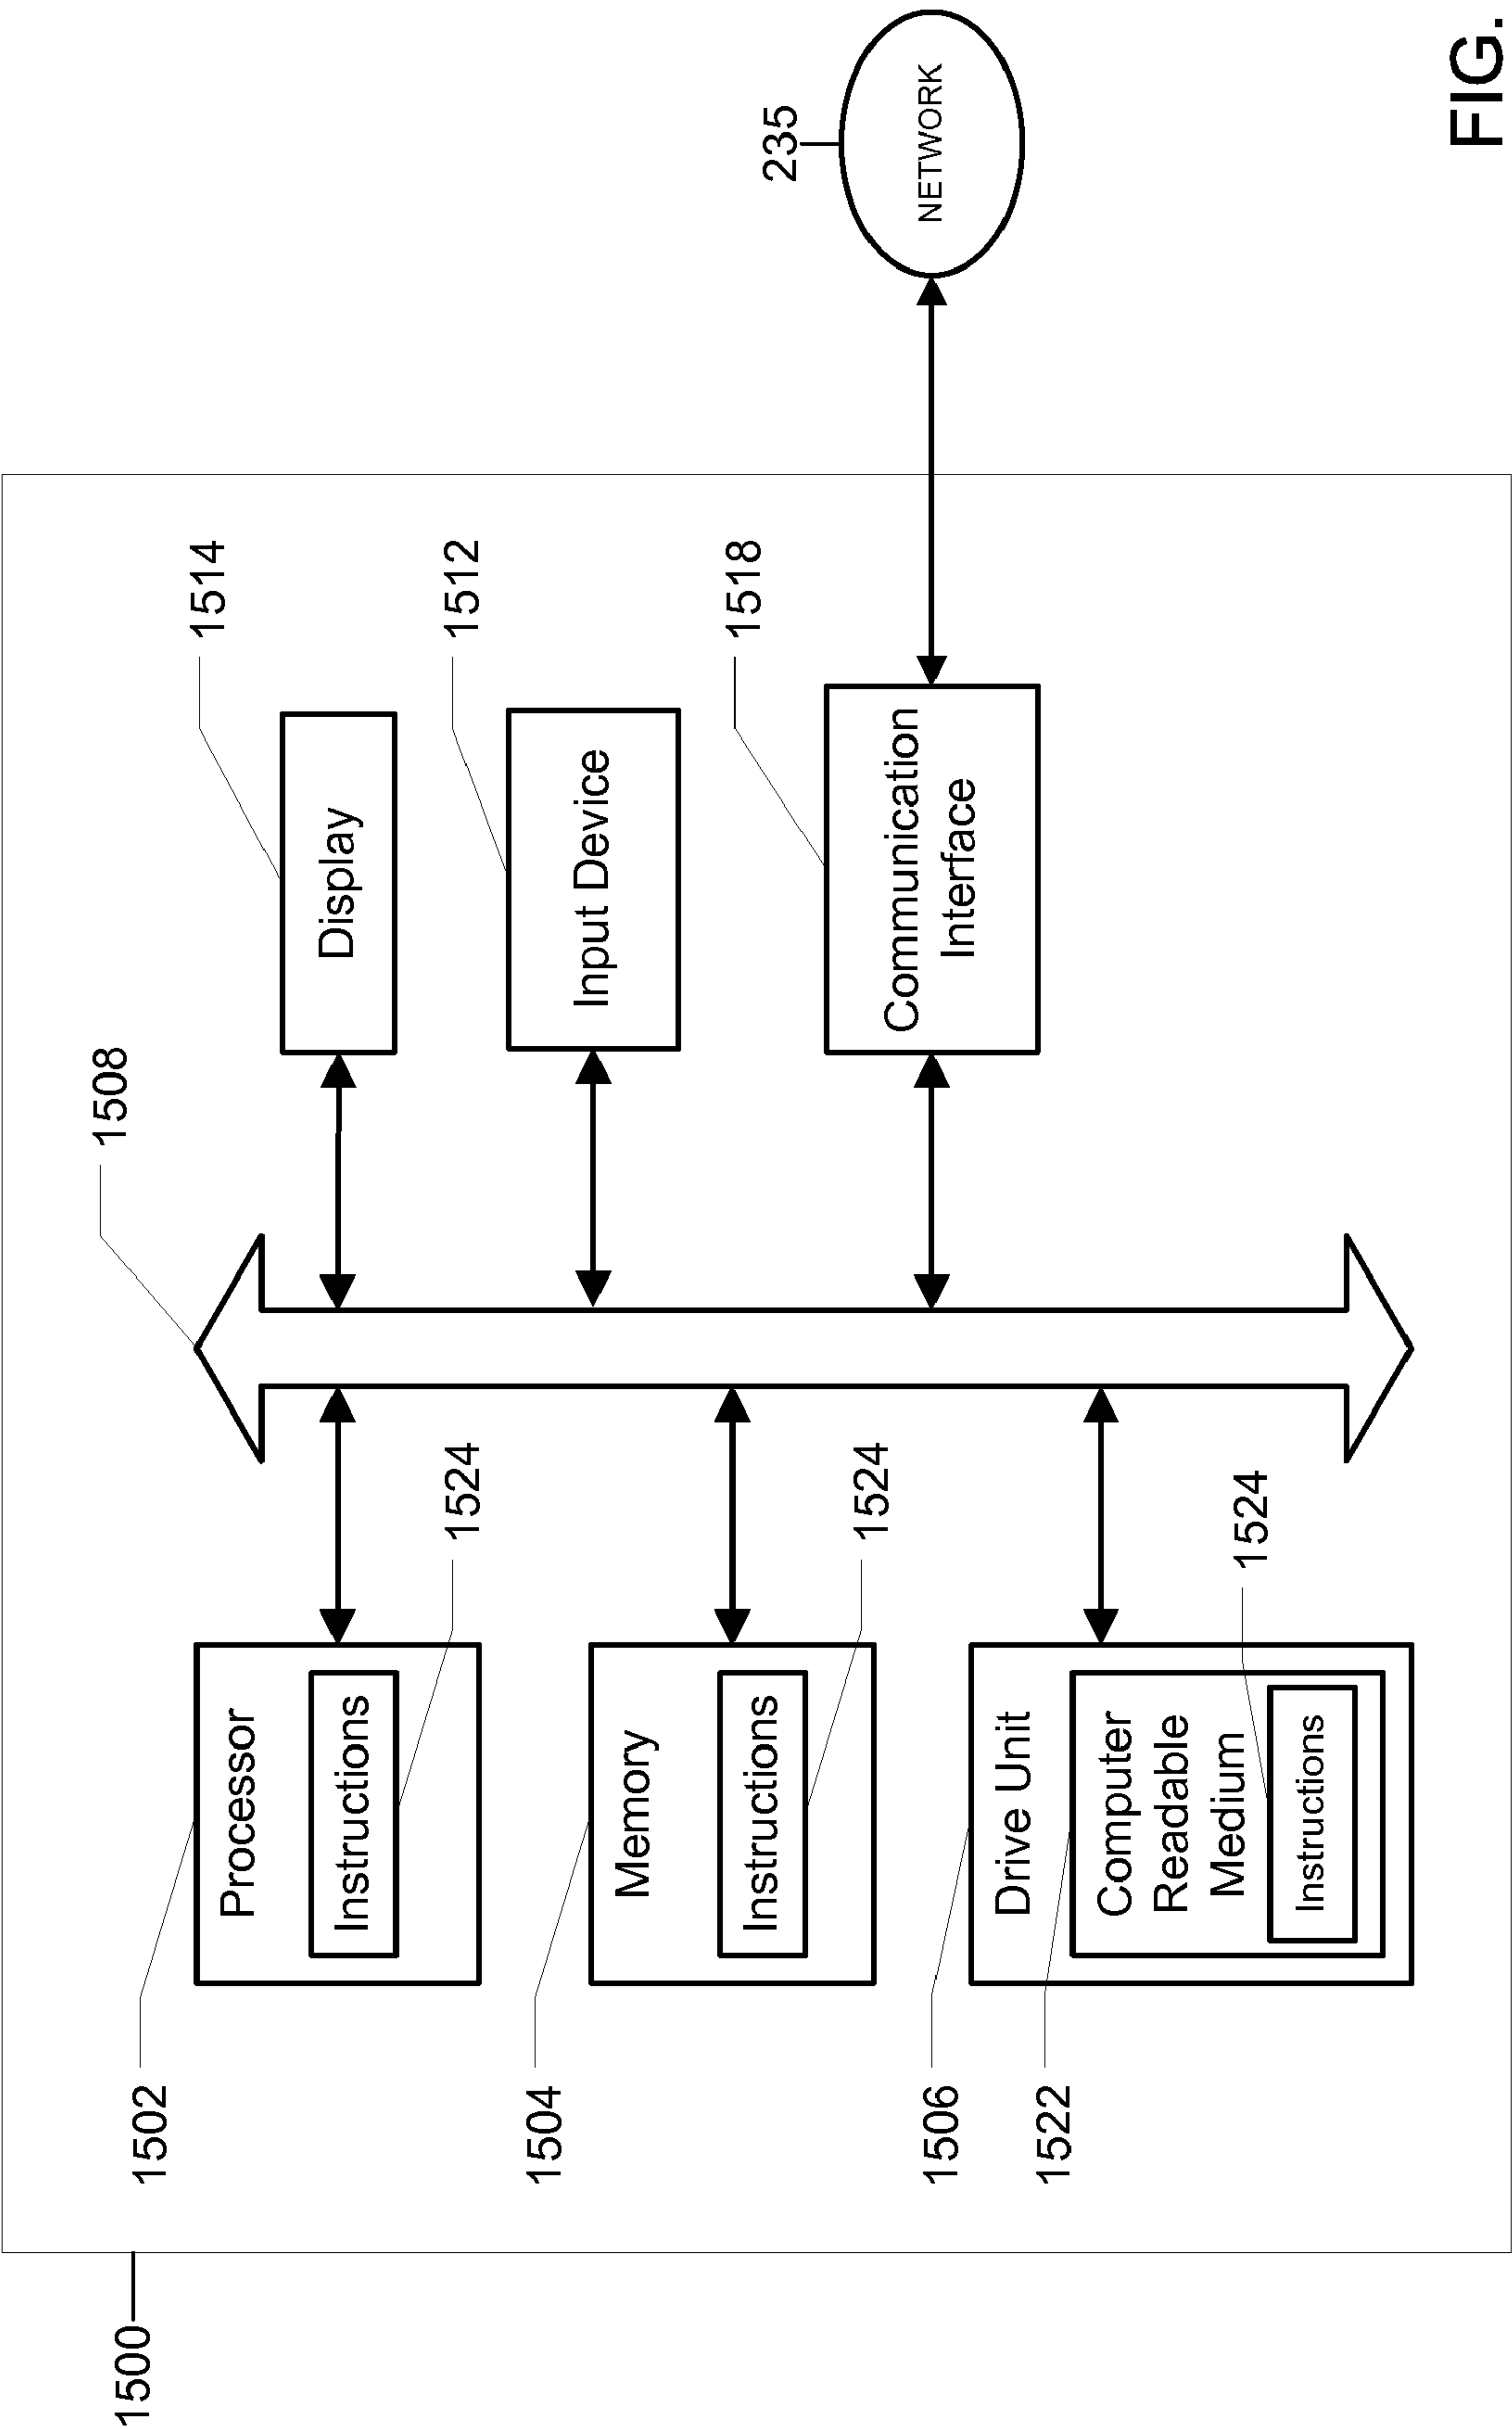 1500
1502
Processor
Instructions
1524
1504
Memory
Instructions
1524
1506
1522
Drive Unit
Computer
Readable
Medium
Instructions
1524
1508
1514
Display
1512
Input Device
1518
Communication
Interface
235
NETWORK
FIG.